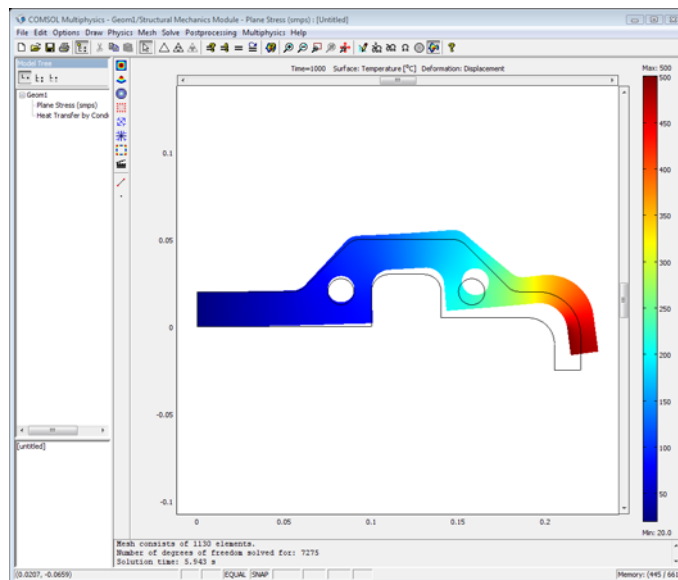 COMSOL Multiphysics - Geom1/Structural Mechanics Module - Plane Stress (smps) : [Untitled]
File Edit Options Draw Physics Mesh Solve Postprocessing Multiphysics Help
Model Tree
Geom1
Plane Stress (smps)
Heat Transfer by Condu
[untitled]
Time=1000 Surface: Temperature [°C] Deformation: Displacement
Max: 500
0.1
0.05
0
-0.05
-0.1
0 0.05 0.1 0.15 0.2
500
450
400
350
300
250
200
150
100
50
Min: 20.0
Mesh consists of 1130 elements.
Number of degrees of freedom solved for: 7275
Solution time: 5.943 s
(0.0207, -0.0659)
EQUAL SNAP
Memory: (445 / 661